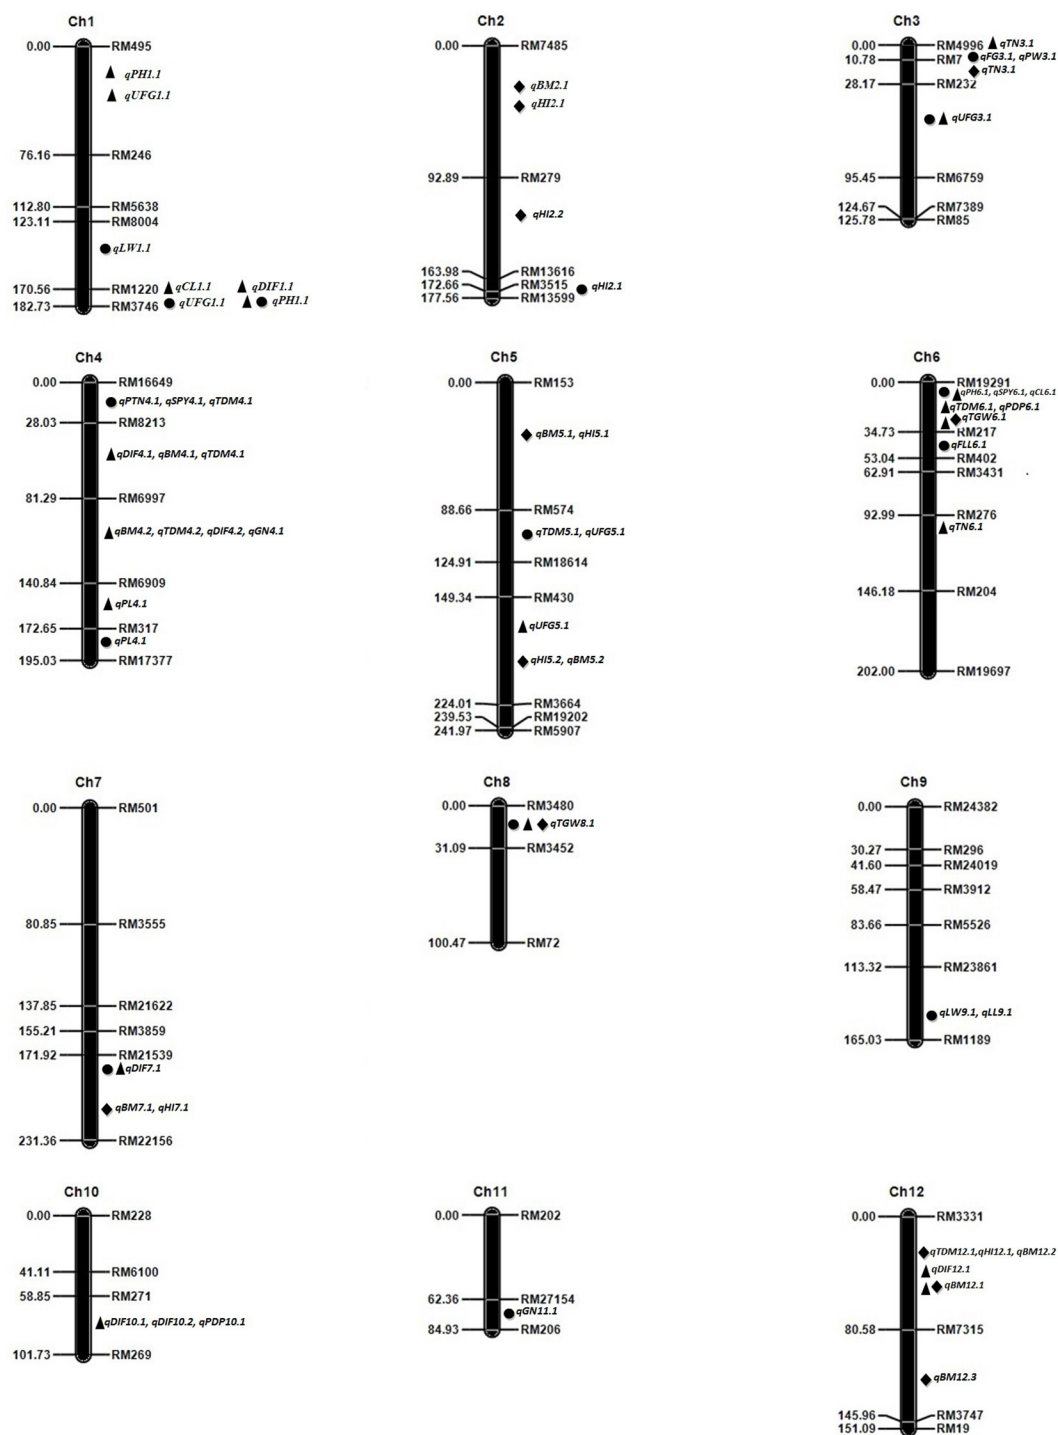 Ch1
0.00 RM495
qPH1.1
qUFG1.1
76.16 RM246
112.80 RM5638
123.11 RM8004
qLW1.1
170.56 RM1220 qCL1.1 qDIF1.1
182.73 RM3746 qUFG1.1 qPH1.1
Ch2
0.00 RM7485
qBM2.1
qHI2.1
92.89 RM279
qHI2.2
163.98 RM13616
172.66 RM3515 qHI2.1
177.56 RM13599
Ch3
0.00 RM4996 qTN3.1
10.78 RM7 qFG3.1, qPW3.1
qTN3.1
28.17 RM232
qUFG3.1
95.45 RM6759
124.67 RM7389
125.78 RM85
Ch4
0.00 RM16649
qPTN4.1, qSPY4.1, qTDM4.1
28.03 RM8213
qDIF4.1, qBM4.1, qTDM4.1
81.29 RM6997
qBM4.2, qTDM4.2, qDIF4.2, qGN4.1
140.84 RM6909
qPL4.1
172.65 RM317
qPL4.1
195.03 RM17377
Ch5
0.00 RM153
qBM5.1, qHI5.1
88.66 RM574
qTDM5.1, qUFG5.1
124.91 RM18614
149.34 RM430
qUFG5.1
qHI5.2, qBM5.2
224.01 RM3664
239.53 RM19202
241.97 RM5907
Ch6
0.00 RM19291
qPH6.1, qSPY6.1, qCL6.1
qTDM6.1, qPDP6.1
qTGW6.1
34.73 RM217
qFLL6.1
53.04 RM402
62.91 RM3431
92.99 RM276
qTN6.1
146.18 RM204
202.00 RM19697
Ch7
0.00 RM501
80.85 RM3555
137.85 RM21622
155.21 RM3859
171.92 RM21539
qDIF7.1
qBM7.1, qHI7.1
231.36 RM22156
Ch8
0.00 RM3480
qTGW8.1
31.09 RM3452
100.47 RM72
Ch9
0.00 RM24382
30.27 RM296
41.60 RM24019
58.47 RM3912
83.66 RM5526
113.32 RM23861
qLW9.1, qLL9.1
165.03 RM1189
Ch10
0.00 RM228
41.11 RM6100
58.85 RM271
qDIF10.1, qDIF10.2, qPDP10.1
101.73 RM269
Ch11
0.00 RM202
62.36 RM27154
qGN11.1
84.93 RM206
Ch12
0.00 RM3331
qTDM12.1,qHI12.1, qBM12.2
qDIF12.1
qBM12.1
80.58 RM7315
qBM12.3
145.96 RM3747
151.09 RM19